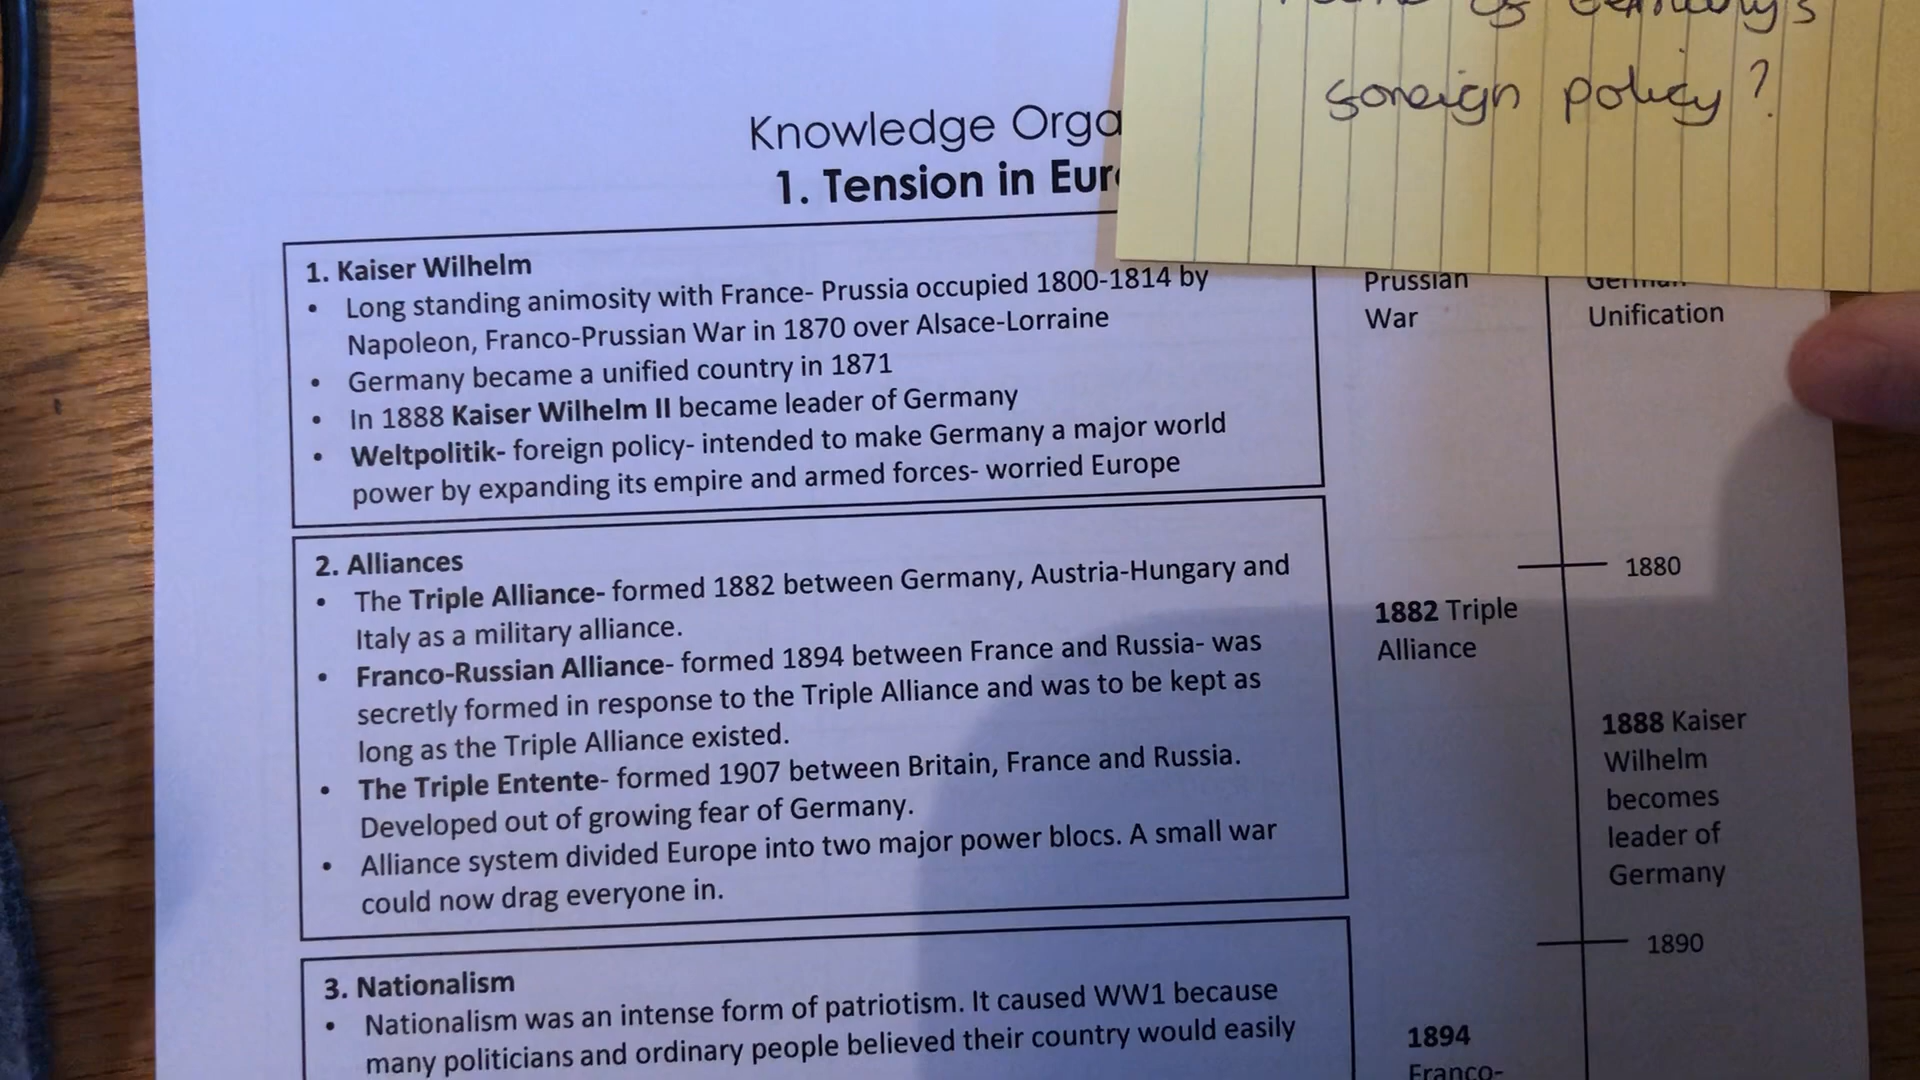 Germany's
foreign policy?
Knowledge Orga
1. Tension in Eur
1. Kaiser Wilhelm
• Long standing animosity with France- Prussia occupied 1800-1814 by
Napoleon, Franco-Prussian War in 1870 over Alsace-Lorraine
• Germany became a unified country in 1871
• In 1888 Kaiser Wilhelm II became leader of Germany
• Weltpolitik- foreign policy- intended to make Germany a major world
power by expanding its empire and armed forces- worried Europe
2. Alliances
• The Triple Alliance- formed 1882 between Germany, Austria-Hungary and
Italy as a military alliance.
• Franco-Russian Alliance- formed 1894 between France and Russia- was
secretly formed in response to the Triple Alliance and was to be kept as
long as the Triple Alliance existed.
• The Triple Entente- formed 1907 between Britain, France and Russia.
Developed out of growing fear of Germany.
• Alliance system divided Europe into two major power blocs. A small war
could now drag everyone in.
3. Nationalism
• Nationalism was an intense form of patriotism. It caused WW1 because
many politicians and ordinary people believed their country would easily
Prussian
War
German
Unification
1880
1882 Triple
Alliance
1888 Kaiser
Wilhelm
becomes
leader of
Germany
1890
1894
Franco-